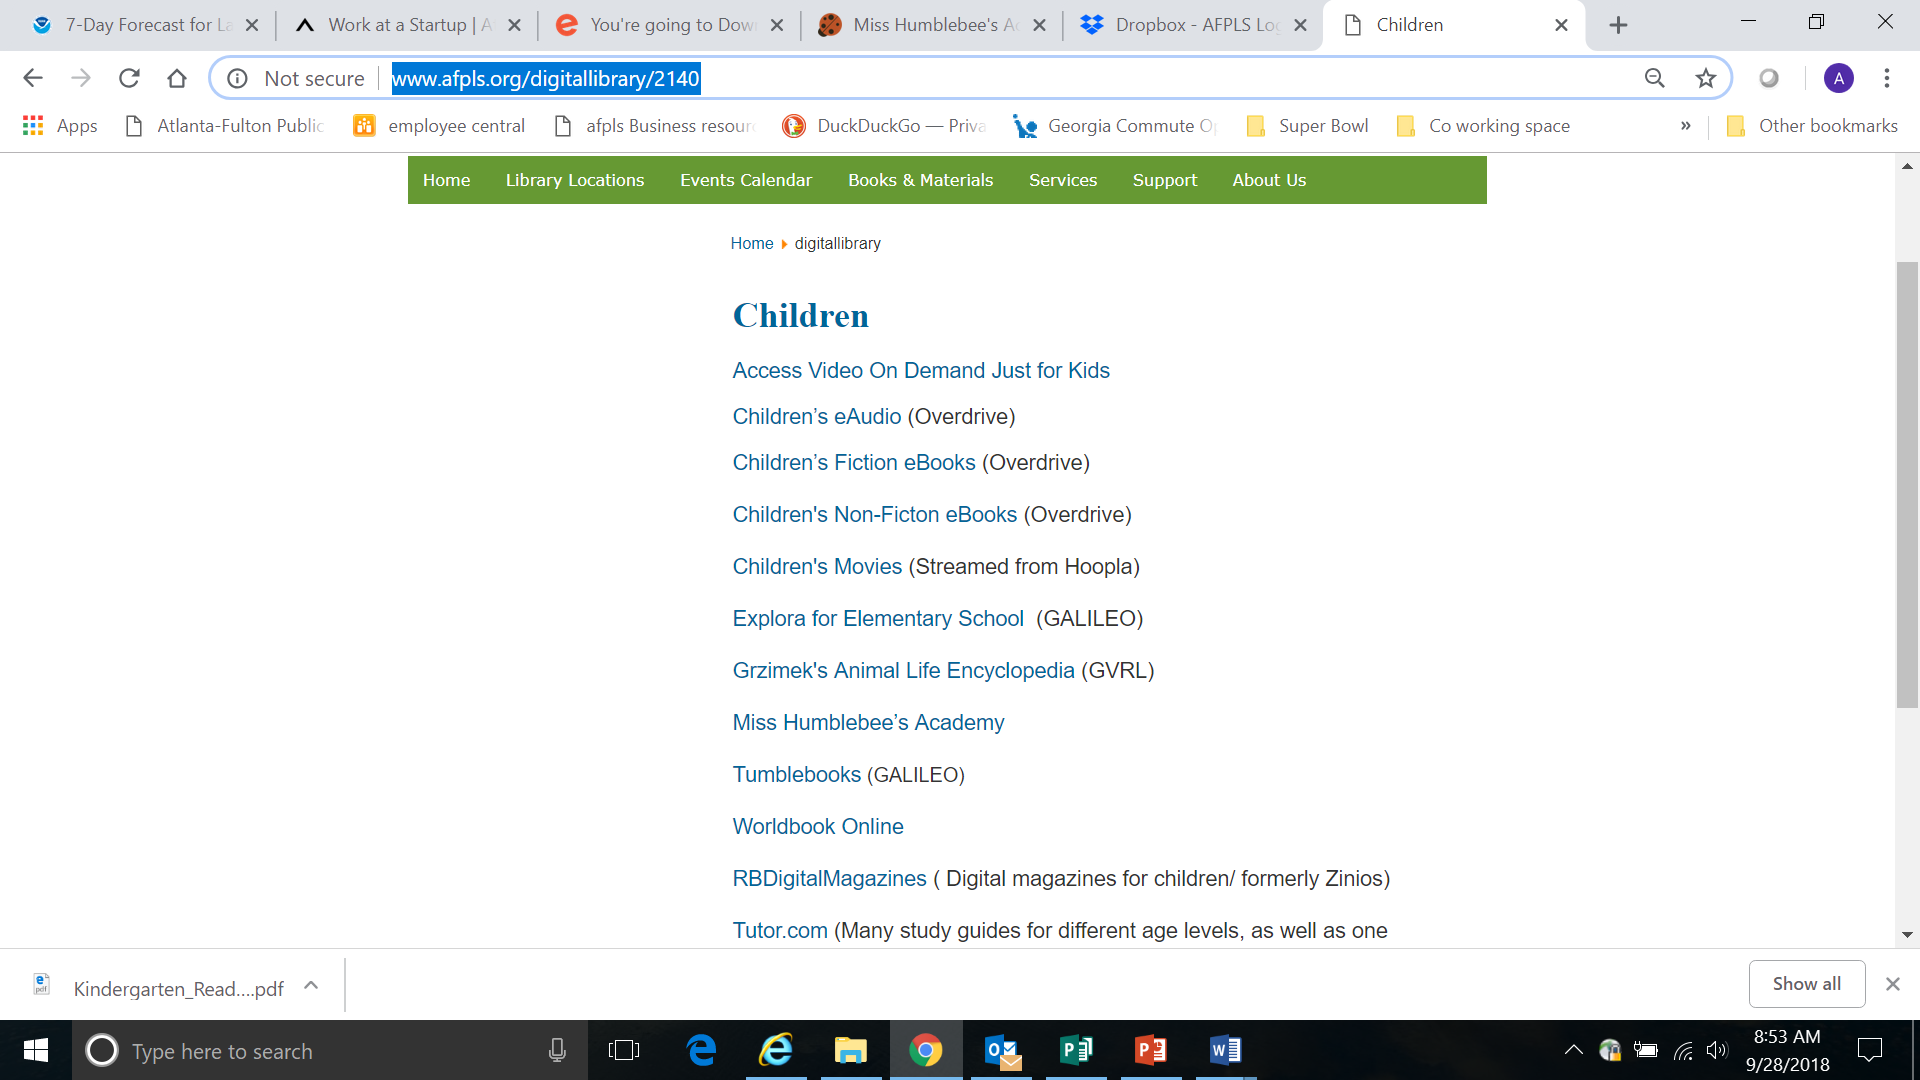 7-Day Forecast for La
Work at a Startup | A
You're going to Dow
Miss Humblebee's Ac
Dropbox - AFPLS Log
Children
Not secure
www.afpls.org/digitallibrary/2140
A
Apps
Atlanta-Fulton Public
employee central
afpls Business resour
DuckDuckGo — Priva
Georgia Commute Op
Super Bowl
Co working space
»
Other bookmarks
Home
Library Locations
Events Calendar
Books & Materials
Services
Support
About Us
Home digitallibrary
Children
Access Video On Demand Just for Kids
Children’s eAudio (Overdrive)
Children’s Fiction eBooks (Overdrive)
Children's Non-Ficton eBooks (Overdrive)
Children's Movies (Streamed from Hoopla)
Explora for Elementary School (GALILEO)
Grzimek's Animal Life Encyclopedia (GVRL)
Miss Humblebee’s Academy
Tumblebooks (GALILEO)
Worldbook Online
RBDigitalMagazines ( Digital magazines for children/ formerly Zinios)
Tutor.com (Many study guides for different age levels, as well as one
Kindergarten_Read....pdf
Show all
Type here to search
8:53 AM
9/28/2018